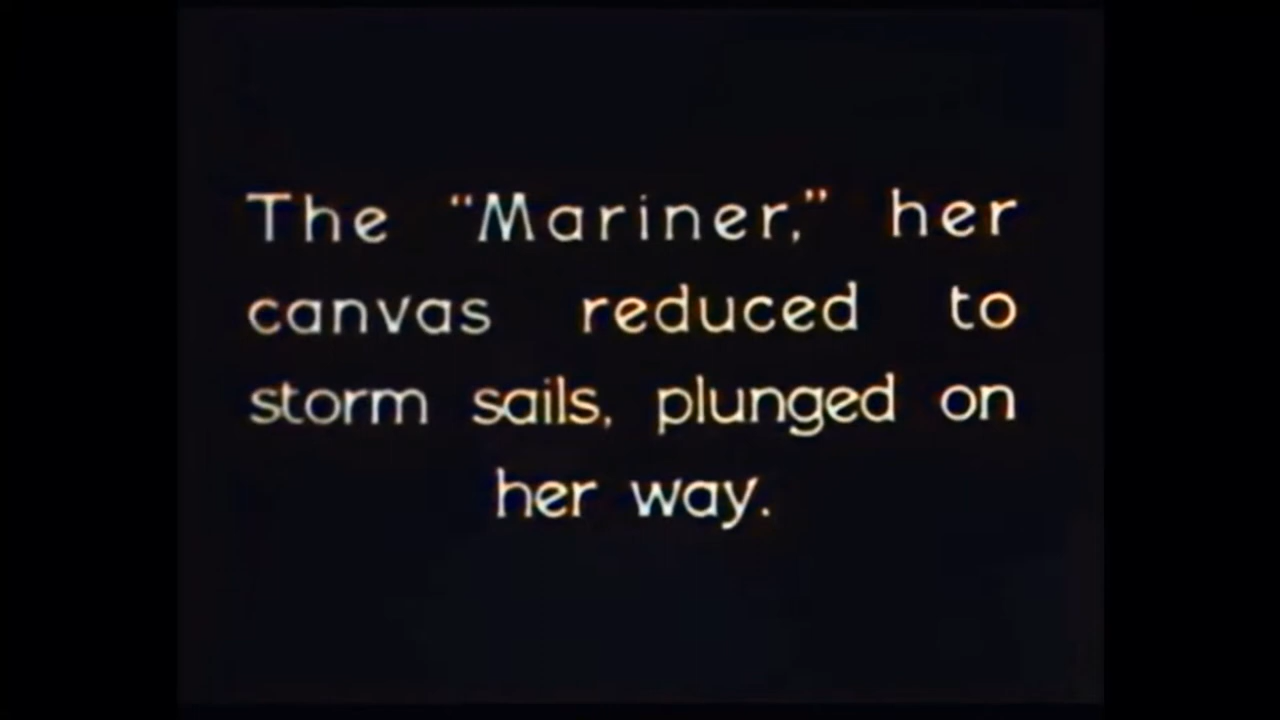 The “Mariner,” her
canvas reduced to
storm sails, plunged on
her way.